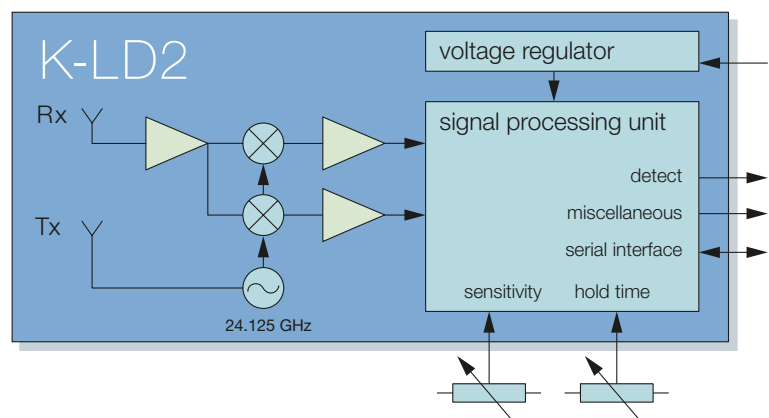 K-LD2
voltage regulator
Rx
signal processing unit
detect
Tx
miscellaneous
serial interface
sensitivity
hold time
24.125 GHz